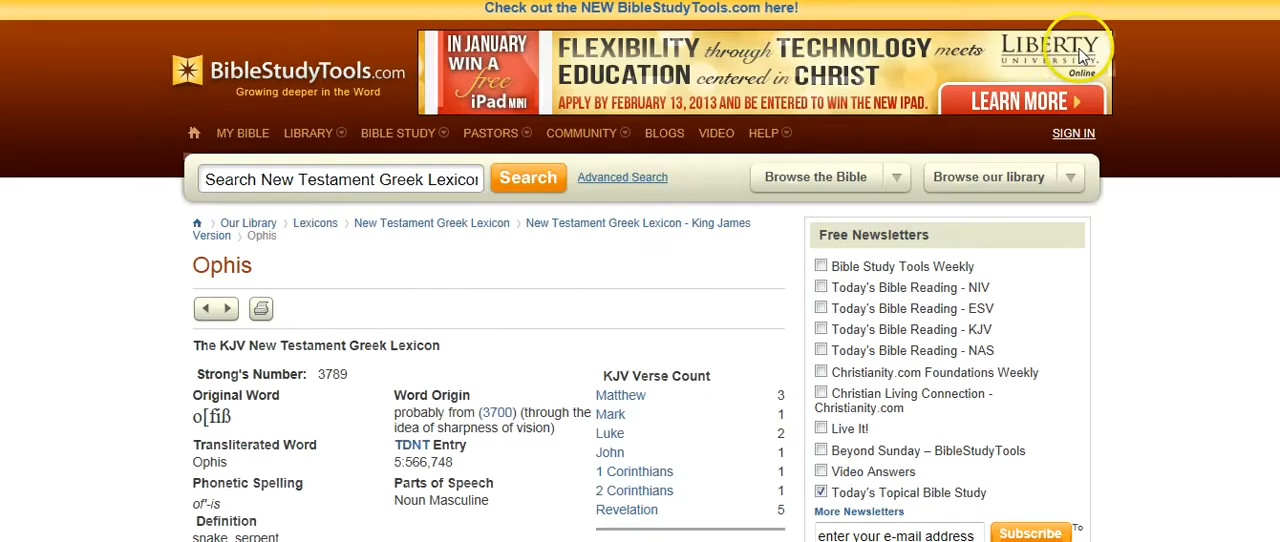 Check out the NEW BibleStudyTools.com here!
IN JANUARY
WIN A
free
iPad MINI
FLEXIBILITY through TECHNOLOGY meets
EDUCATION centered in CHRIST
APPLY BY FEBRUARY 13, 2013 AND BE ENTERED TO WIN THE NEW IPAD.
LIBERTY
UNIVERSITY.
Online
LEARN MORE
BibleStudyTools.com
Growing deeper in the Word
MY BIBLE LIBRARY BIBLE STUDY PASTORS COMMUNITY BLOGS VIDEO HELP SIGN IN
Search New Testament Greek Lexicon Search Advanced Search Browse the Bible Browse our library
Our Library Lexicons New Testament Greek Lexicon New Testament Greek Lexicon - King James
Version Ophis
Ophis
The KJV New Testament Greek Lexicon
Strong's Number: 3789
Original Word
o[fiß
Transliterated Word
Ophis
Phonetic Spelling
of'-is
Definition
snake, serpent
Word Origin
probably from (3700) (through the
idea of sharpness of vision)
TDNT Entry
5:566,748
Parts of Speech
Noun Masculine
KJV Verse Count
Matthew 3
Mark 1
Luke 2
John 1
1 Corinthians 1
2 Corinthians 1
Revelation 5
Free Newsletters
Bible Study Tools Weekly
Today's Bible Reading - NIV
Today's Bible Reading - ESV
Today's Bible Reading - KJV
Today's Bible Reading - NAS
Christianity.com Foundations Weekly
Christian Living Connection -
Christianity.com
Live It!
Beyond Sunday – BibleStudyTools
Video Answers
Today's Topical Bible Study
More Newsletters
enter your e-mail address Subscribe To